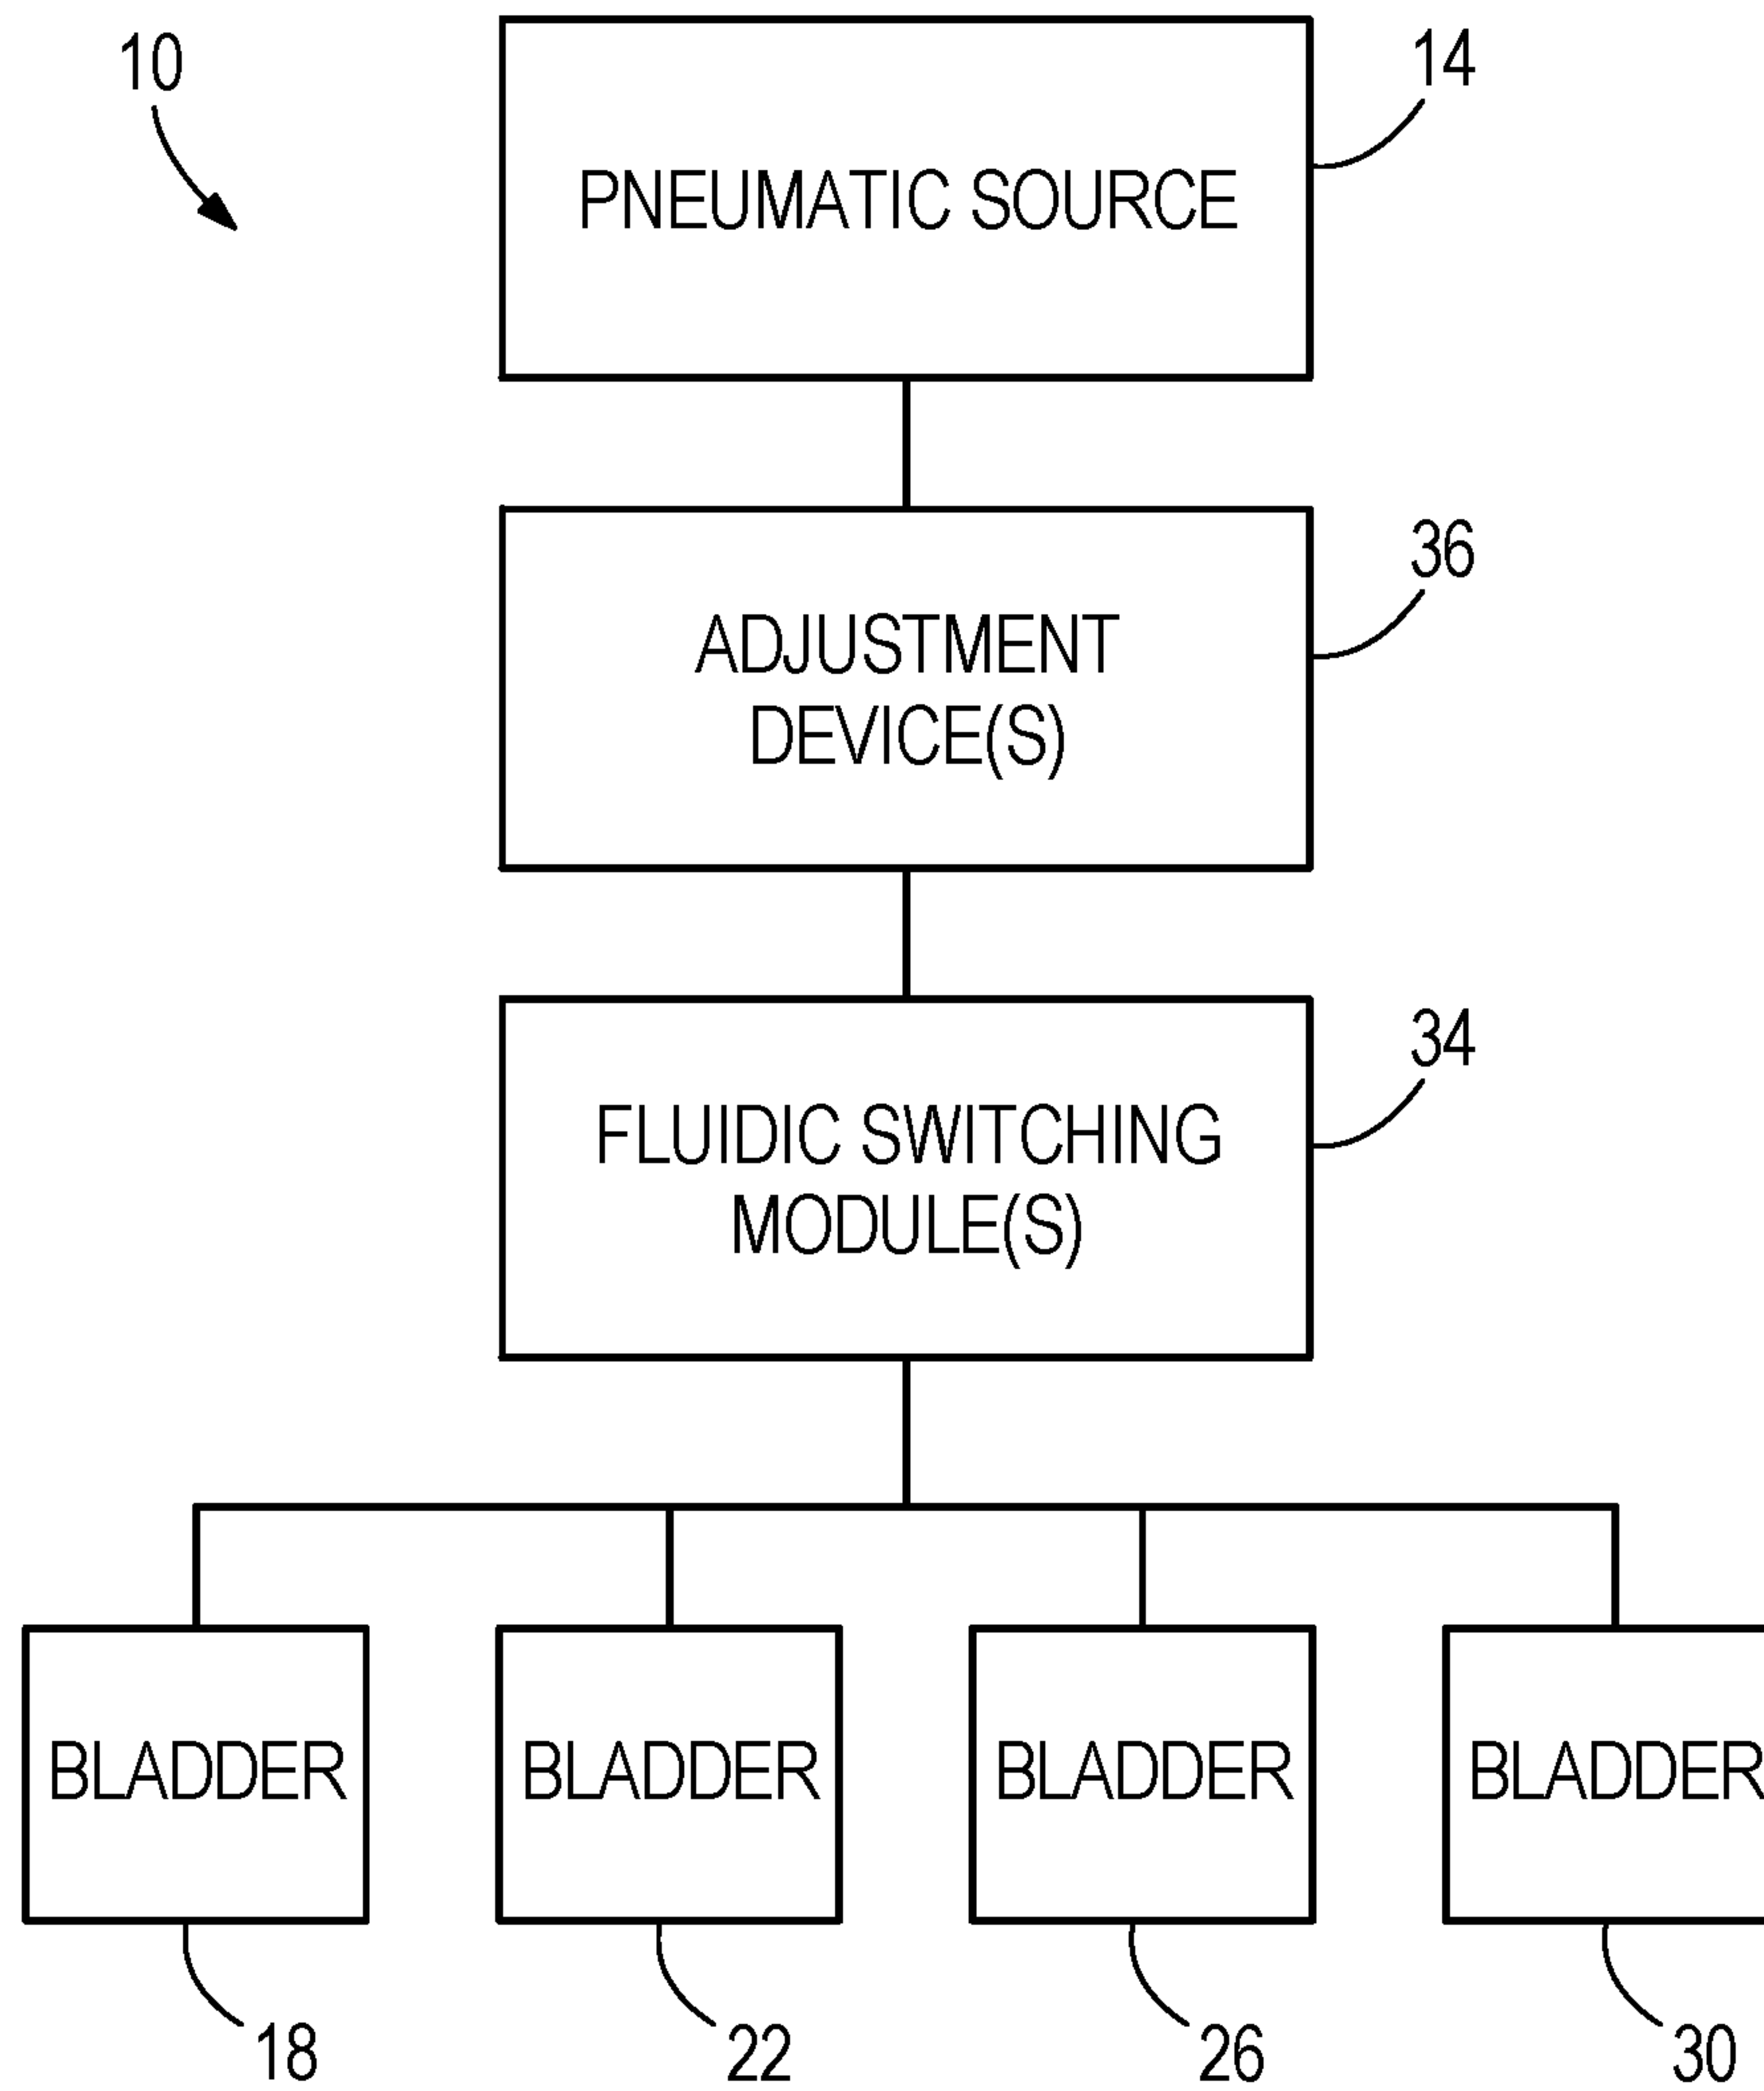 10
14
PNEUMATIC SOURCE
36
ADJUSTMENT
DEVICE(S)
34
FLUIDIC SWITCHING
MODULE(S)
BLADDER BLADDER BLADDER BLADDER
18 22 26 30